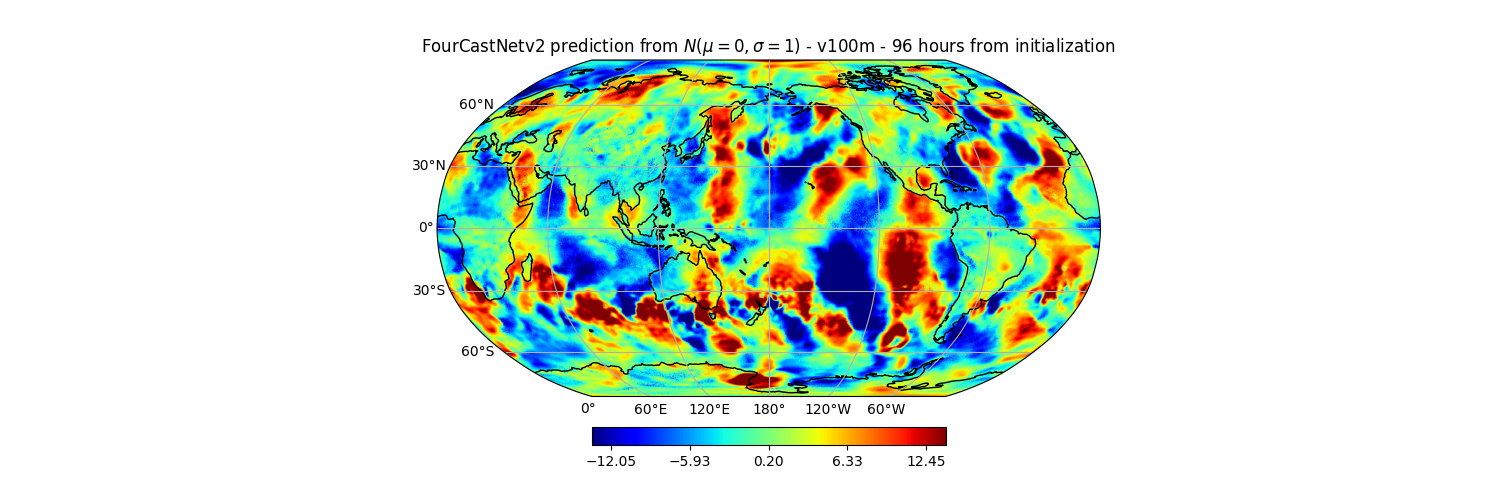 FourCastNetv2 prediction from N(μ = 0, σ = 1) - v100m - 96 hours from initialization
60°N
30°N
0°
30°S
60°S
0° 60°E 120°E 180° 120°W 60°W
−12.05 −5.93 0.20 6.33 12.45